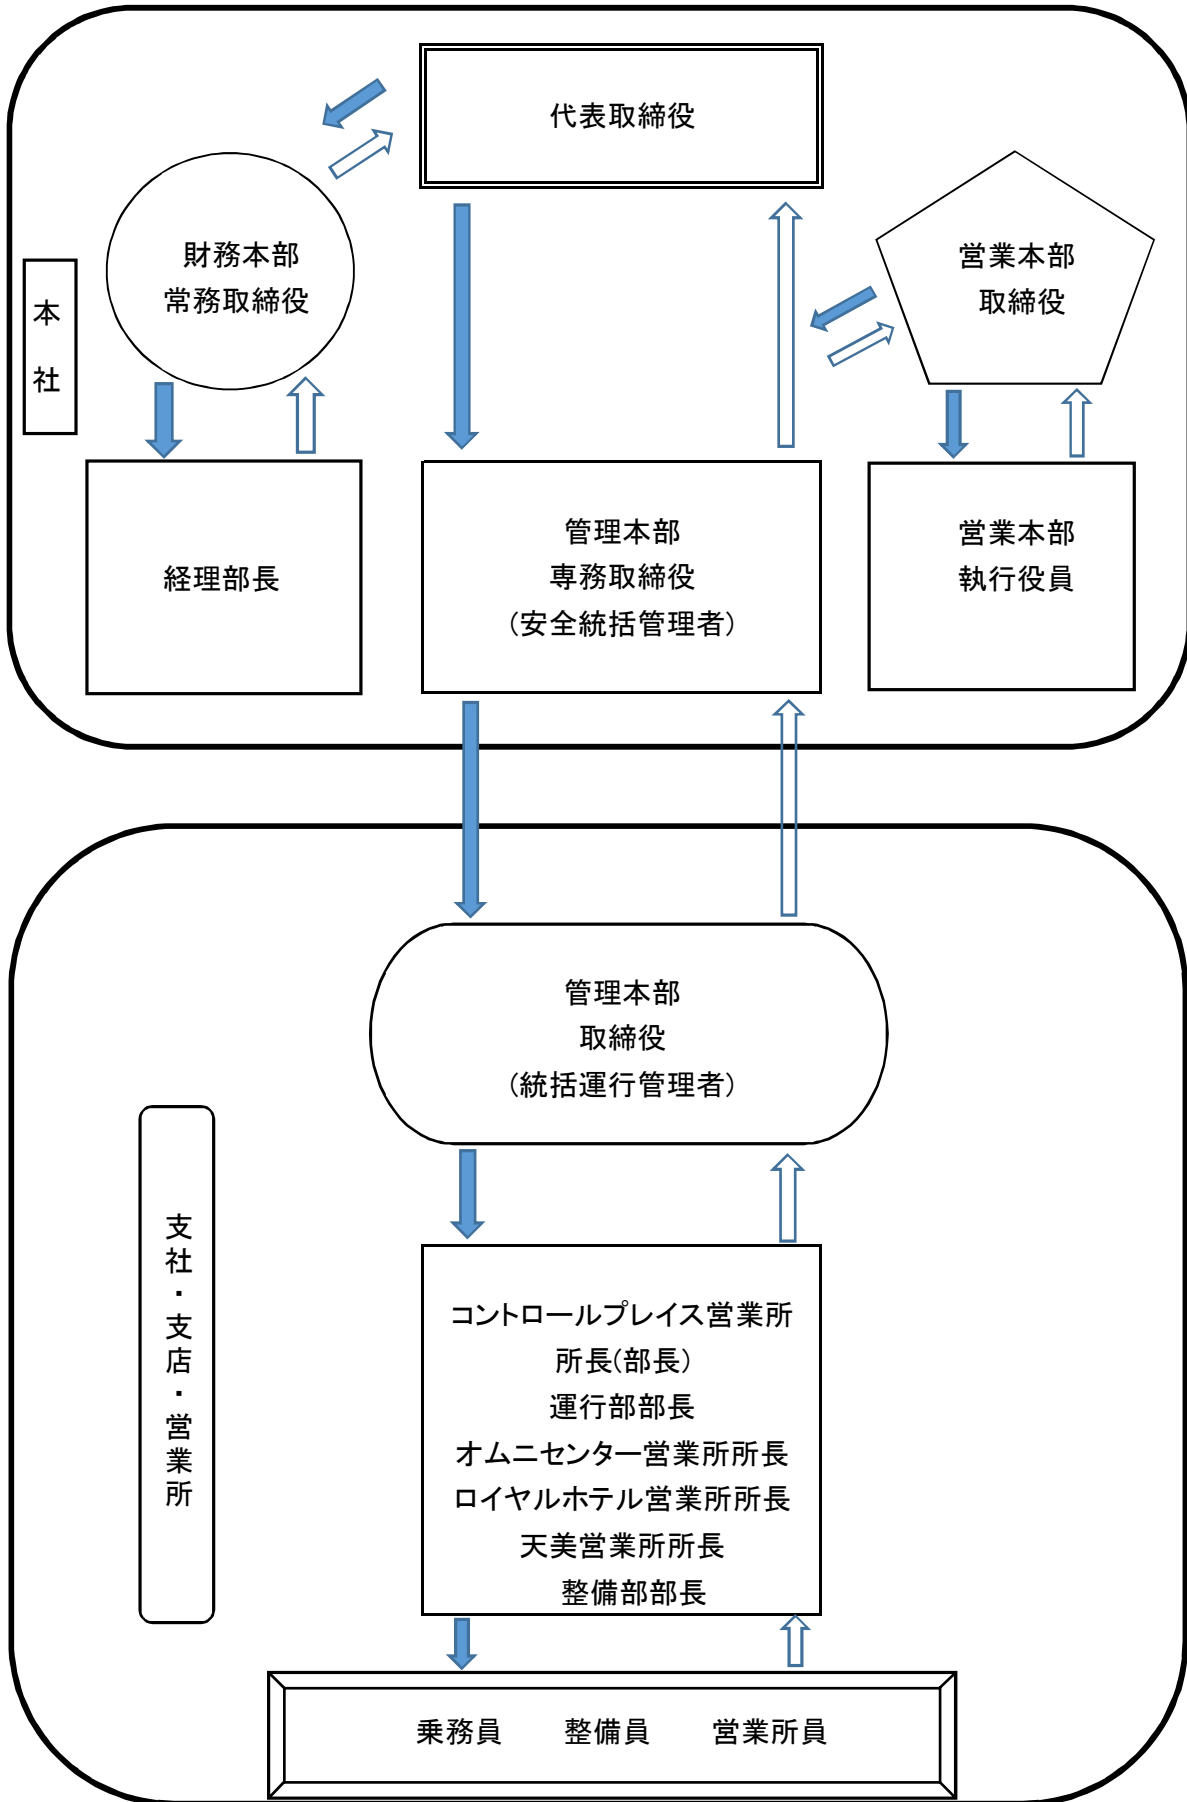 代表取締役
財務本部
常務取締役
営業本部
取締役
本社
経理部長
管理本部
専務取締役
(安全統括管理者)
営業本部
執行役員
管理本部
取締役
(統括運行管理者)
支社・支店・営業所
コントロールプレイス営業所
所長(部長)
運行部部長
オムニセンター営業所所長
ロイヤルホテル営業所所長
天美営業所所長
整備部部長
乗務員 整備員 営業所員